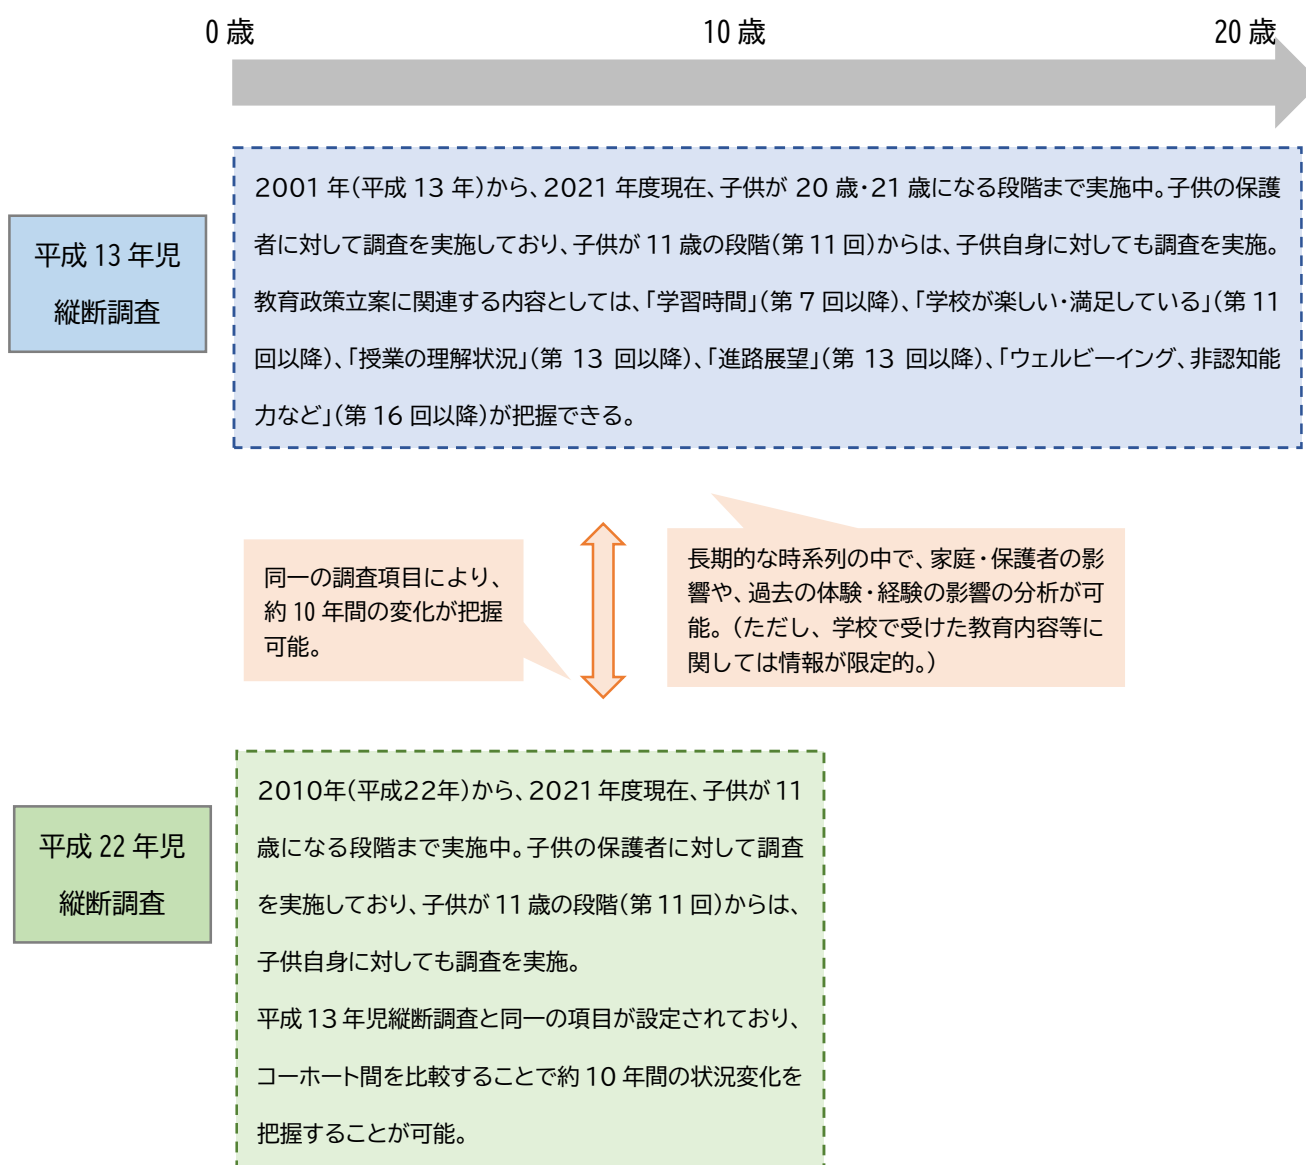 0 歳
10 歳
20 歳
平成 13 年児
縦断調査
2001 年(平成 13 年)から、2021 年度現在、子供が 20 歳・21 歳になる段階まで実施中。子供の保護
者に対して調査を実施しており、子供が 11 歳の段階(第 11 回)からは、子供自身に対しても調査を実施。
教育政策立案に関連する内容としては、「学習時間」(第 7 回以降)、「学校が楽しい・満足している」(第 11
回以降)、「授業の理解状況」(第 13 回以降)、「進路展望」(第 13 回以降)、「ウェルビーイング、非認知能
力など」(第 16 回以降)が把握できる。
同一の調査項目により、
約 10 年間の変化が把握
可能。
長期的な時系列の中で、家庭・保護者の影
響や、過去の体験・経験の影響の分析が可
能。(ただし、学校で受けた教育内容等に
関しては情報が限定的。)
平成 22 年児
縦断調査
2010年(平成22年)から、2021 年度現在、子供が 11
歳になる段階まで実施中。子供の保護者に対して調査
を実施しており、子供が 11 歳の段階(第 11 回)からは、
子供自身に対しても調査を実施。
平成 13 年児縦断調査と同一の項目が設定されており、
コーホート間を比較することで約 10 年間の状況変化を
把握することが可能。